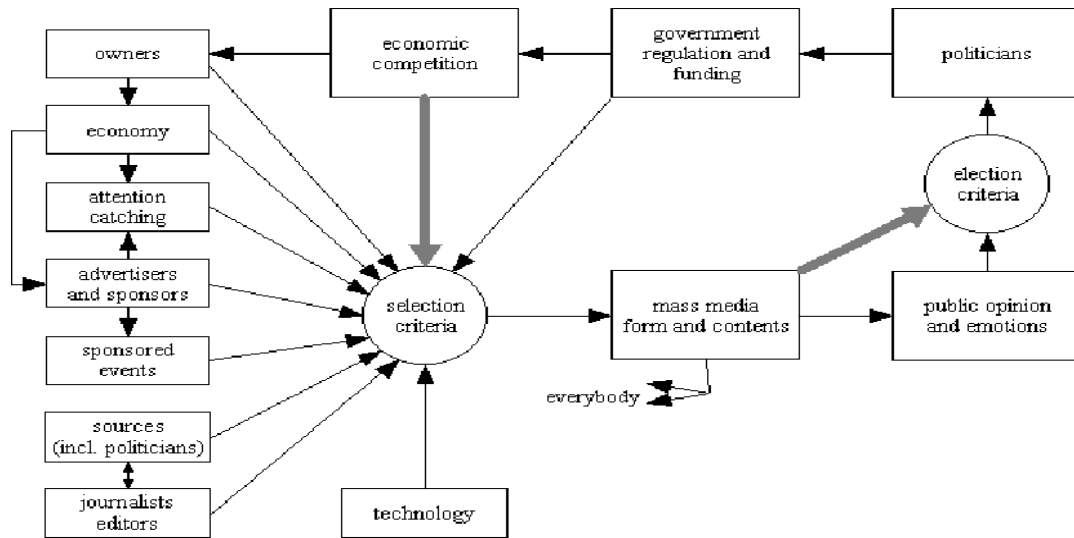 owners
economic
competition
government
regulation and
funding
politicians
economy
attention
catching
election
criteria
advertisers
and sponsors
selection
criteria
mass media
form and contents
public opinion
and emotions
sponsored
events
everybody
sources
(incl. politicians)
journalists
editors
technology